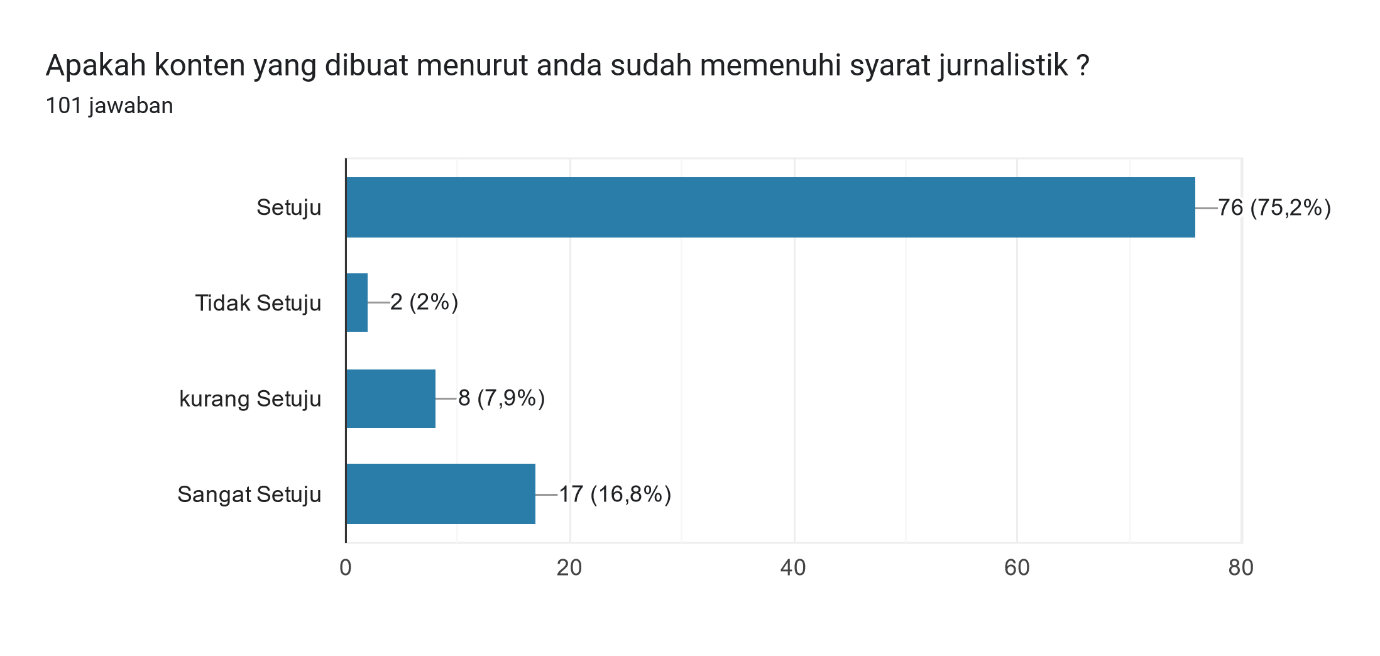 Apakah konten yang dibuat menurut anda sudah memenuhi syarat jurnalistik ?
101 jawaban
Setuju
76 (75,2%)
Tidak Setuju
2 (2%)
kurang Setuju
8 (7,9%)
Sangat Setuju
17 (16,8%)
0
20
40
60
80